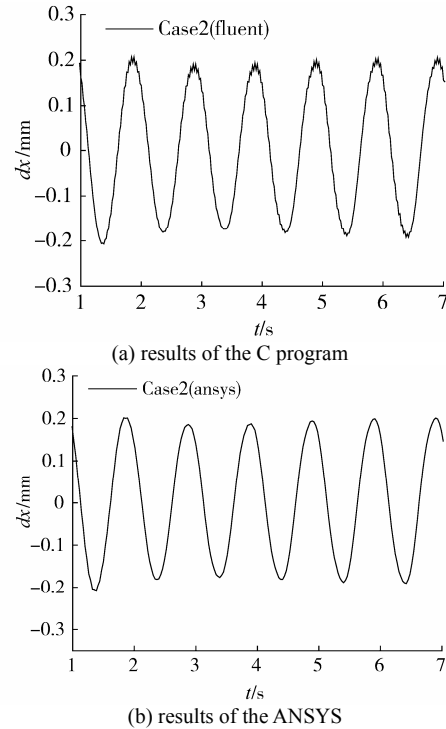 0.3
Case2(fluent)
0.2
0.1
0
−0.1
−0.2
−0.3
dx/mm
1 2 3 4 5 6 7
t/s
(a) results of the C program
0.3
Case2(ansys)
0.2
0.1
0
−0.1
−0.2
−0.3
dx/mm
1 2 3 4 5 6 7
t/s
(b) results of the ANSYS